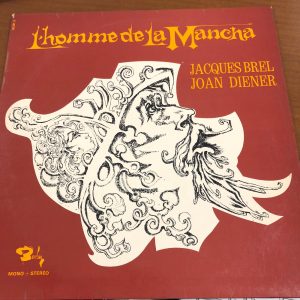 L'homme de La Mancha
JACQUES BREL
JOAN DIENER
MONO - STEREO